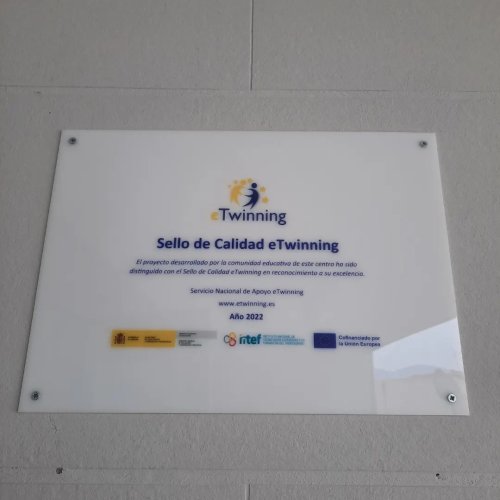 eTwinning
Sello de Calidad eTwinning
El proyecto desarrollado por la comunidad educativa de este centro ha sido
distinguido con el Sello de Calidad eTwinning en reconocimiento a su excelencia.
Servicio Nacional de Apoyo eTwinning
www.etwinning.es
Año 2022
intef
Cofinanciado por
la Unión Europea